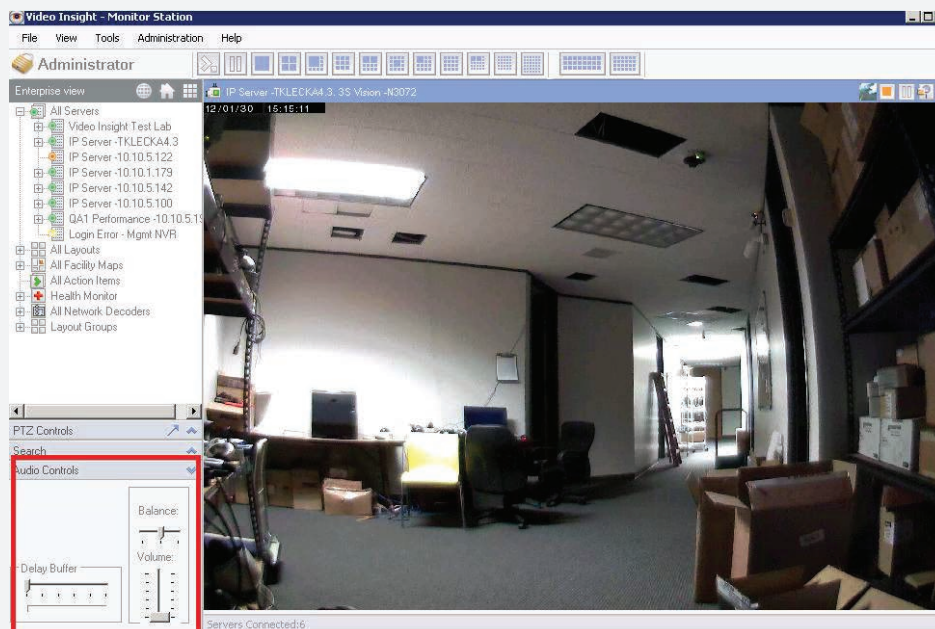 Video Insight - Monitor Station
File View Tools Administration Help
Administrator
Enterprise view
IP Server -TKLECKA4.3. 3S Vision -N3072
12/01/30 15:15:11
All Servers
Video Insight Test Lab
IP Server -TKLECKA4.3
IP Server -10.10.5.122
IP Server -10.10.1.179
IP Server -10.10.5.142
IP Server -10.10.5.100
QA1 Performance -10.10.5.1
Login Error - Mgmt NVR
All Layouts
All Facility Maps
All Action Items
Health Monitor
All Network Decoders
Layout Groups
PTZ Controls
Search
Audio Controls
Balance:
Volume:
Delay Buffer
Servers Connected:6